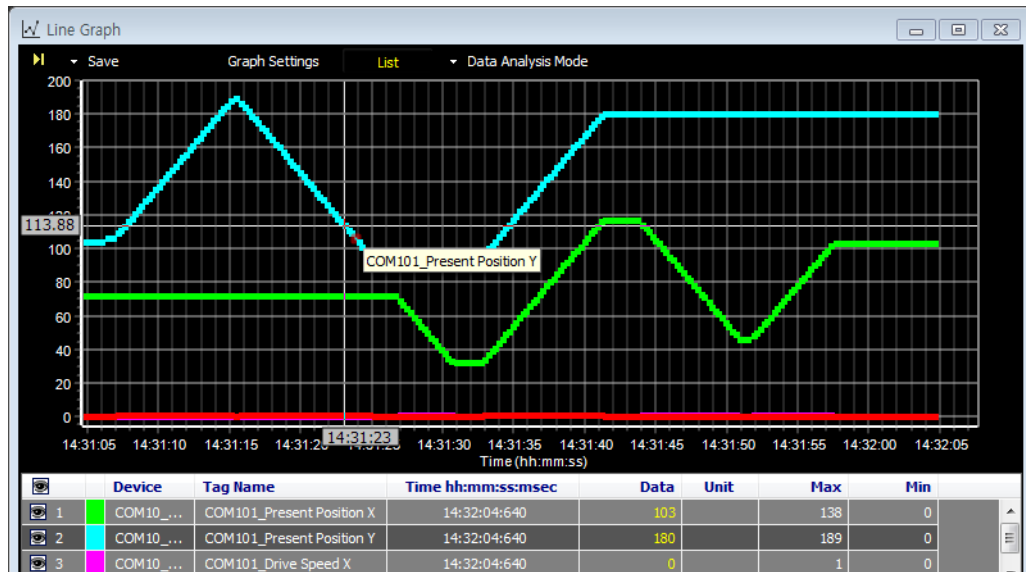 Line Graph
Save Graph Settings List Data Analysis Mode
200
180
160
140
113.88
100
80
60
40
20
0
COM101_Present Position Y
14:31:05 14:31:10 14:31:15 14:31:23 14:31:30 14:31:35 14:31:40 14:31:45 14:31:50 14:31:55 14:32:00 14:32:05
Time(hh:mm:ss)
Device Tag Name Time hh:mm:ss:msec Data Unit Max Min
1 COM10_... COM101_Present Position X 14:32:04:640 103 138 0
2 COM10_... COM101_Present Position Y 14:32:04:640 180 189 0
3 COM10_... COM101_Drive Speed X 14:32:04:640 0 1 0